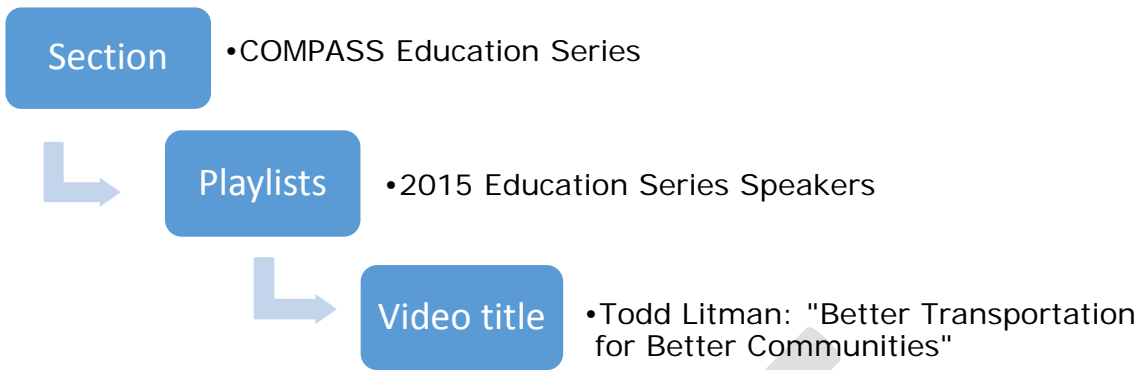 Section
•COMPASS Education Series
Playlists
•2015 Education Series Speakers
Video title
•Todd Litman: "Better Transportation
for Better Communities"